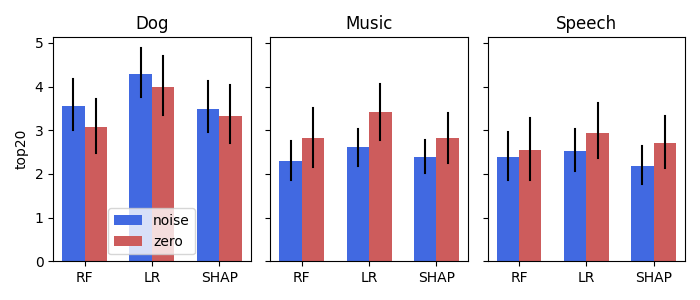 Dog
Music
Speech
top20
5
4
3
2
1
0
noise
zero
RF
LR
SHAP
RF
LR
SHAP
RF
LR
SHAP